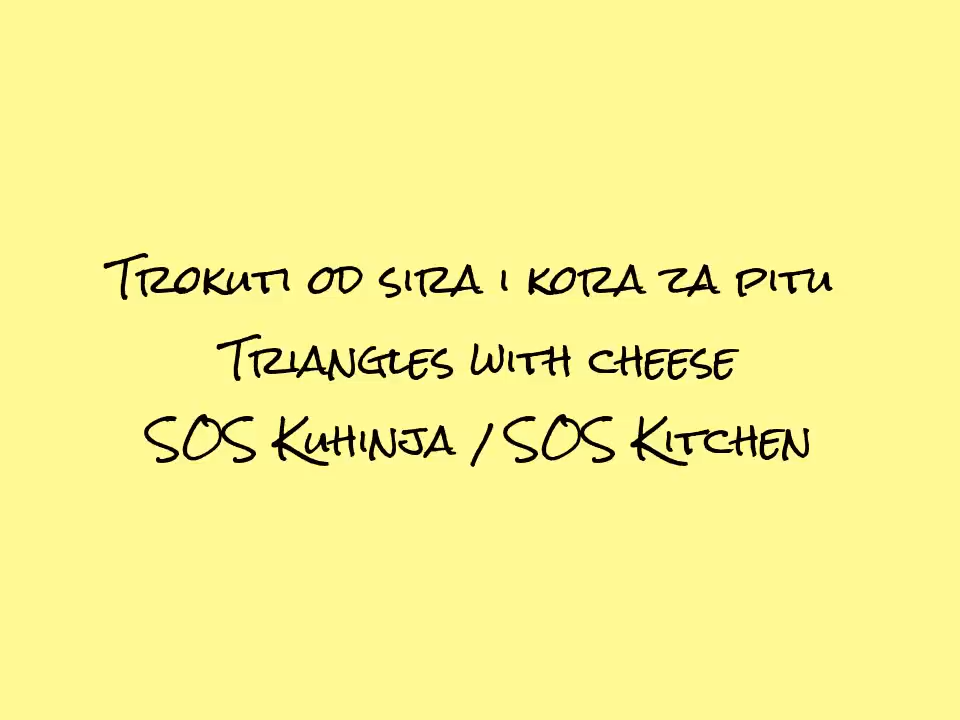 Trokuti od sira i kora za pitu
Triangles with cheese
SOS Kuhinja / SOS Kitchen